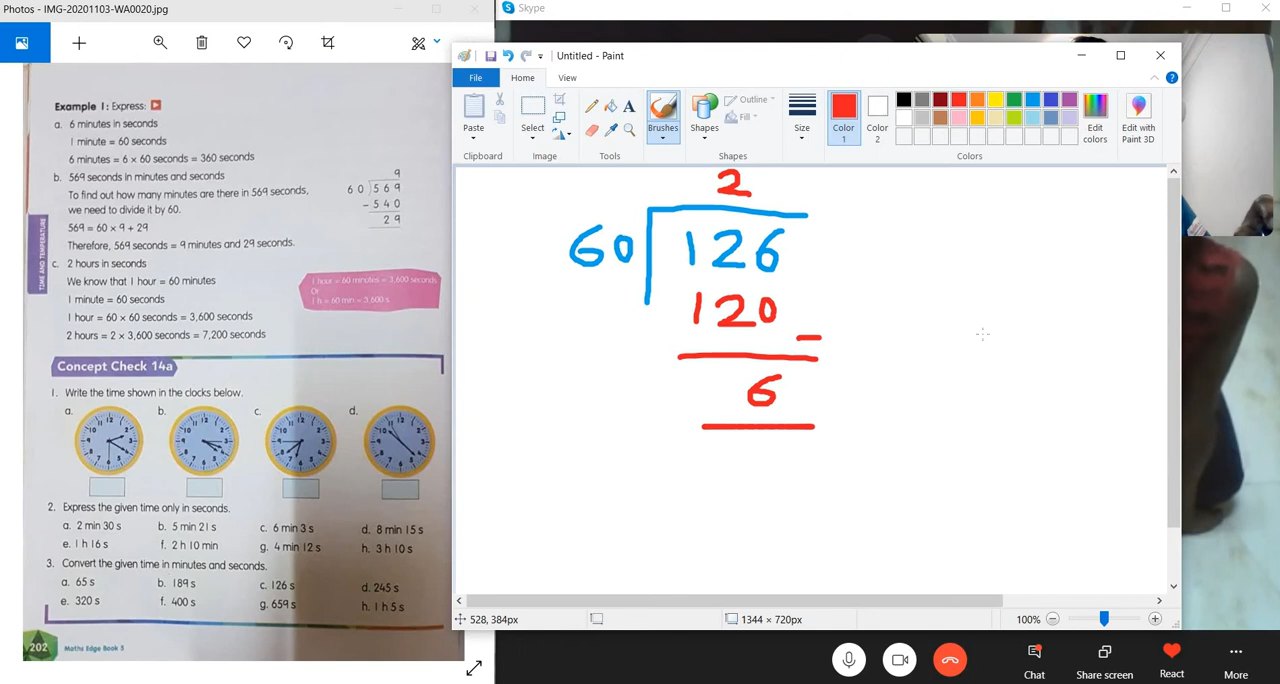 Photos - IMG-20201103-WA0020.jpg
Skype
Example 1: Express:
a. 6 minutes in seconds
1 minute = 60 seconds
6 minutes = 6 × 60 seconds = 360 seconds
b. 569 seconds in minutes and seconds
To find out how many minutes are there in 569 seconds,
we need to divide it by 60.
569 = 60 × 9 + 29
Therefore, 569 seconds = 9 minutes and 29 seconds.
9
60 569
- 540
29
c. 2 hours in seconds
We know that 1 hour = 60 minutes
1 minute = 60 seconds
1 hour = 60 × 60 seconds = 3,600 seconds
2 hours = 2 × 3,600 seconds = 7,200 seconds
1 hour = 60 minutes = 3,600 seconds
Or
1 h = 60 min = 3,600 s
TIME AND TEMPERATURE
Concept Check 14a
1. Write the time shown in the clocks below.
a. b. c. d.
2. Express the given time only in seconds.
a. 2 min 30 s b. 5 min 21 s c. 6 min 3 s d. 8 min 15 s
e. 1 h 16 s f. 2 h 10 min g. 4 min 12 s h. 3 h 10 s
3. Convert the given time in minutes and seconds.
a. 65 s b. 189 s c. 126 s d. 245 s
e. 320 s f. 400 s g. 659 s h. 1 h 5 s
202 Maths Edge Book 3
Untitled - Paint
File Home View
Paste Select Brushes Shapes Outline Fill Size Color 1 Color 2 Edit colors Edit with Paint 3D
Clipboard Image Tools Shapes Colors
2
60 126
120
-
6
528, 384px 1344 × 720px 100%
Chat Share screen React More